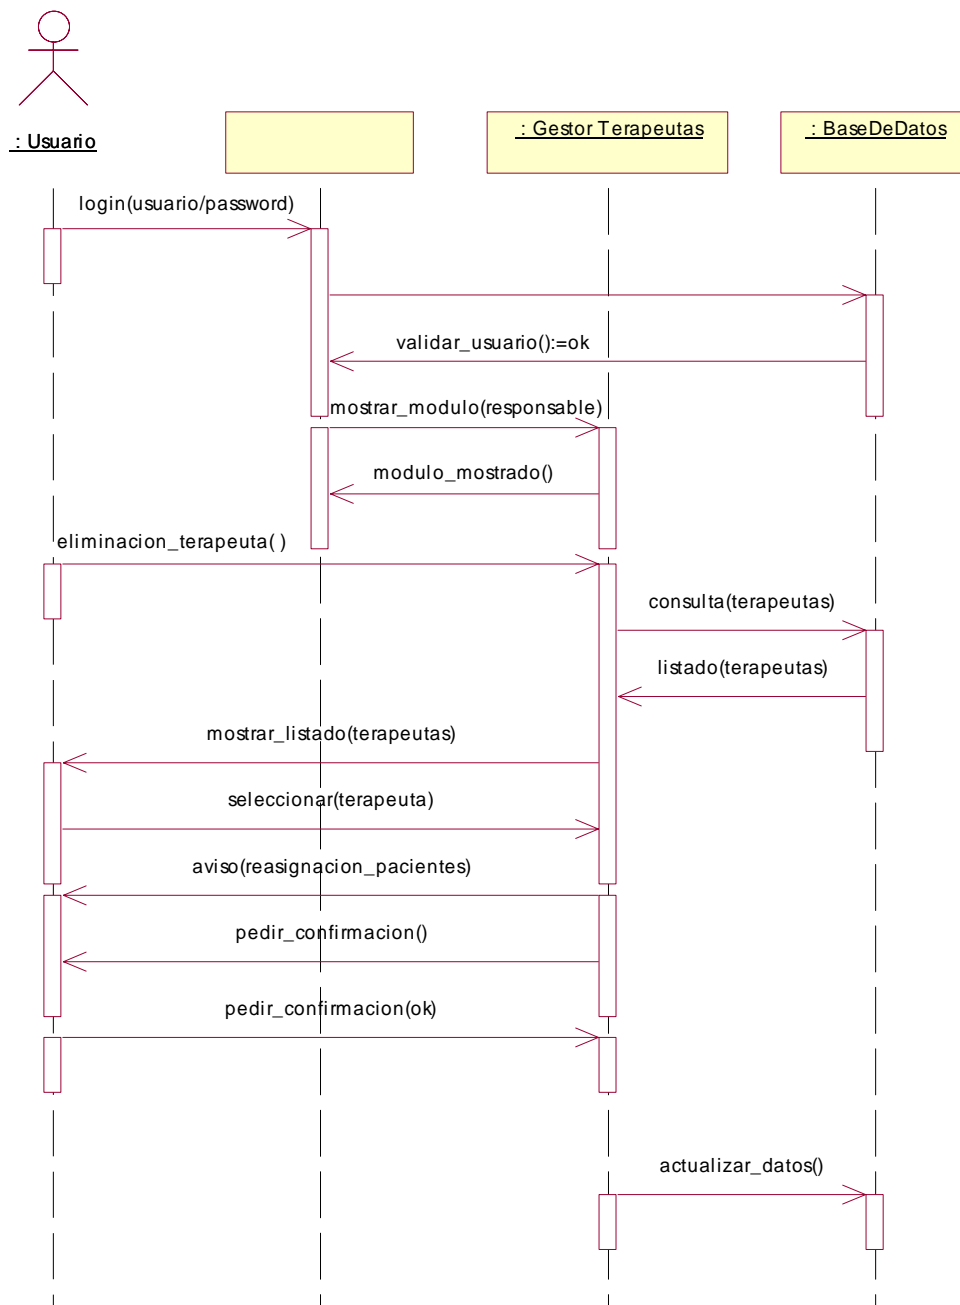 : Usuario
: Gestor Terapeutas
: BaseDeDatos
login(usuario/password)
validar_usuario():=ok
mostrar_modulo(responsable)
modulo_mostrado()
eliminacion_terapeuta( )
consulta(terapeutas)
listado(terapeutas)
mostrar_listado(terapeutas)
seleccionar(terapeuta)
aviso(reasignacion_pacientes)
pedir_confirmacion()
pedir_confirmacion(ok)
actualizar_datos()